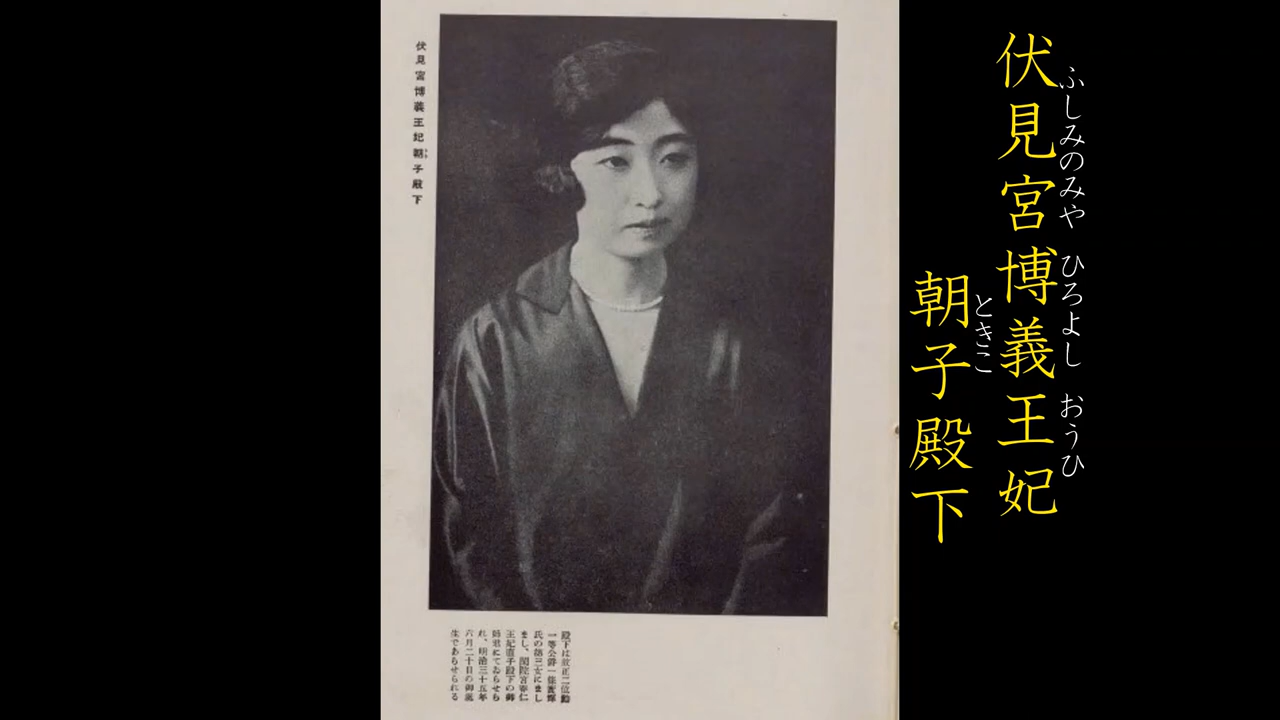 伏見宮博義王妃
ふしみのみや ひろよし おうひ
朝子殿下
ときこ
伏見宮博義王妃朝子殿下
とき
殿下は故正二位勲
一等公爵一條實輝
氏の第三女にまし
まし、閑院宮春仁
王妃直子殿下の御
姉君にてゐらせら
れ、明治三十五年
六月二十日の御誕
生であらせられる